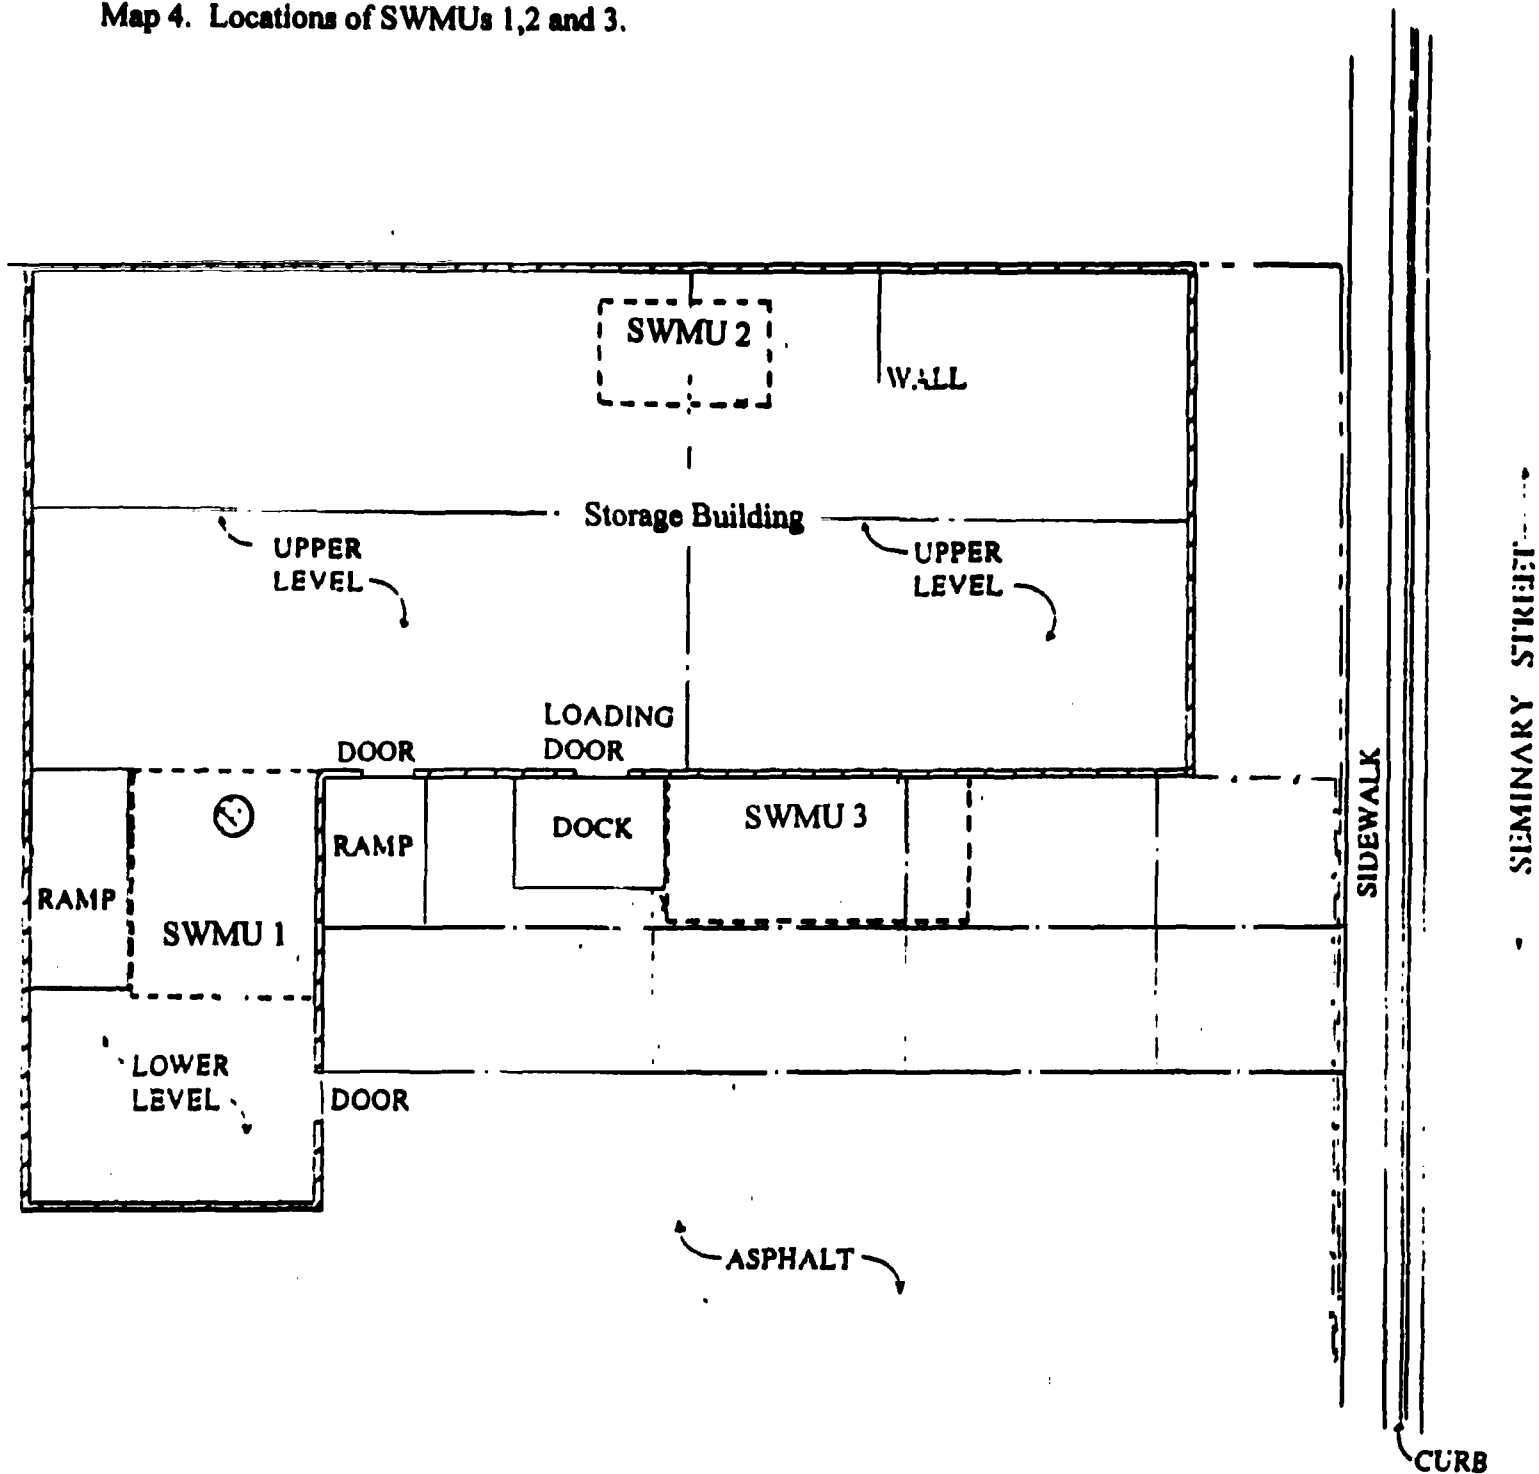 Map 4. Locations of SWMUs 1,2 and 3.
SWMU 2
WALL
Storage Building
UPPER
LEVEL
UPPER
LEVEL
LOADING
DOOR
DOOR
SWMU 3
DOCK
RAMP
RAMP
SWMU 1
LOWER
LEVEL
DOOR
ASPHALT
SIDEWALK
SEMINARY STREET
CURB